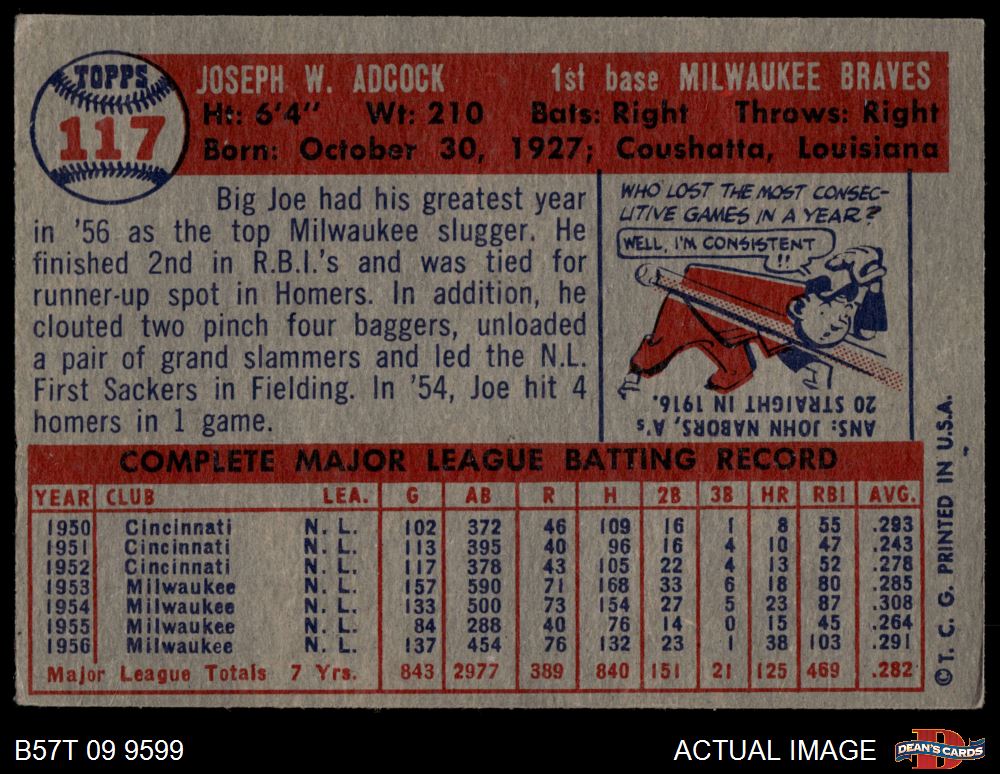 TOPPS
117
JOSEPH W. ADCOCK 1st base MILWAUKEE BRAVES
Ht: 6'4" Wt: 210 Bats: Right Throws: Right
Born: October 30, 1927; Coushatta, Louisiana
Big Joe had his greatest year
in '56 as the top Milwaukee slugger. He
finished 2nd in R.B.I.'s and was tied for
runner-up spot in Homers. In addition, he
clouted two pinch four baggers, unloaded
a pair of grand slammers and led the N.L.
First Sackers in Fielding. In '54, Joe hit 4
homers in 1 game.
WHO LOST THE MOST CONSEC-
UTIVE GAMES IN A YEAR?
WELL, I'M CONSISTENT
!!
ANS: JOHN NABORS, A's,
20 STRAIGHT IN 1916.
COMPLETE MAJOR LEAGUE BATTING RECORD
YEAR CLUB LEA. G AB R H 2B 3B HR RBI AVG.
1950 Cincinnati N. L. 102 372 46 109 16 1 8 55 .293
1951 Cincinnati N. L. 113 395 40 96 16 4 10 47 .243
1952 Cincinnati N. L. 117 378 43 105 22 4 13 52 .278
1953 Milwaukee N. L. 157 590 71 168 33 6 18 80 .285
1954 Milwaukee N. L. 133 500 73 154 27 5 23 87 .308
1955 Milwaukee N. L. 84 288 40 76 14 0 15 45 .264
1956 Milwaukee N. L. 137 454 76 132 23 1 38 103 .291
Major League Totals 7 Yrs. 843 2977 389 840 151 21 125 469 .282
© T. C. G. PRINTED IN U.S.A.
B57T 09 9599 ACTUAL IMAGE
D
DEAN'S CARDS